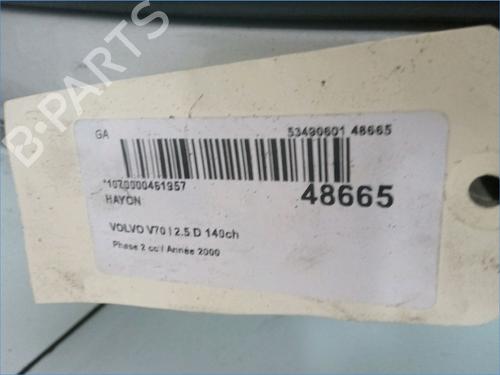 B-PARTS
GA
53490601 48665
*1070000461957
HAYON
48665
VOLVO V70 I 2.5 D 140ch
Phase 2 cc / Année 2000